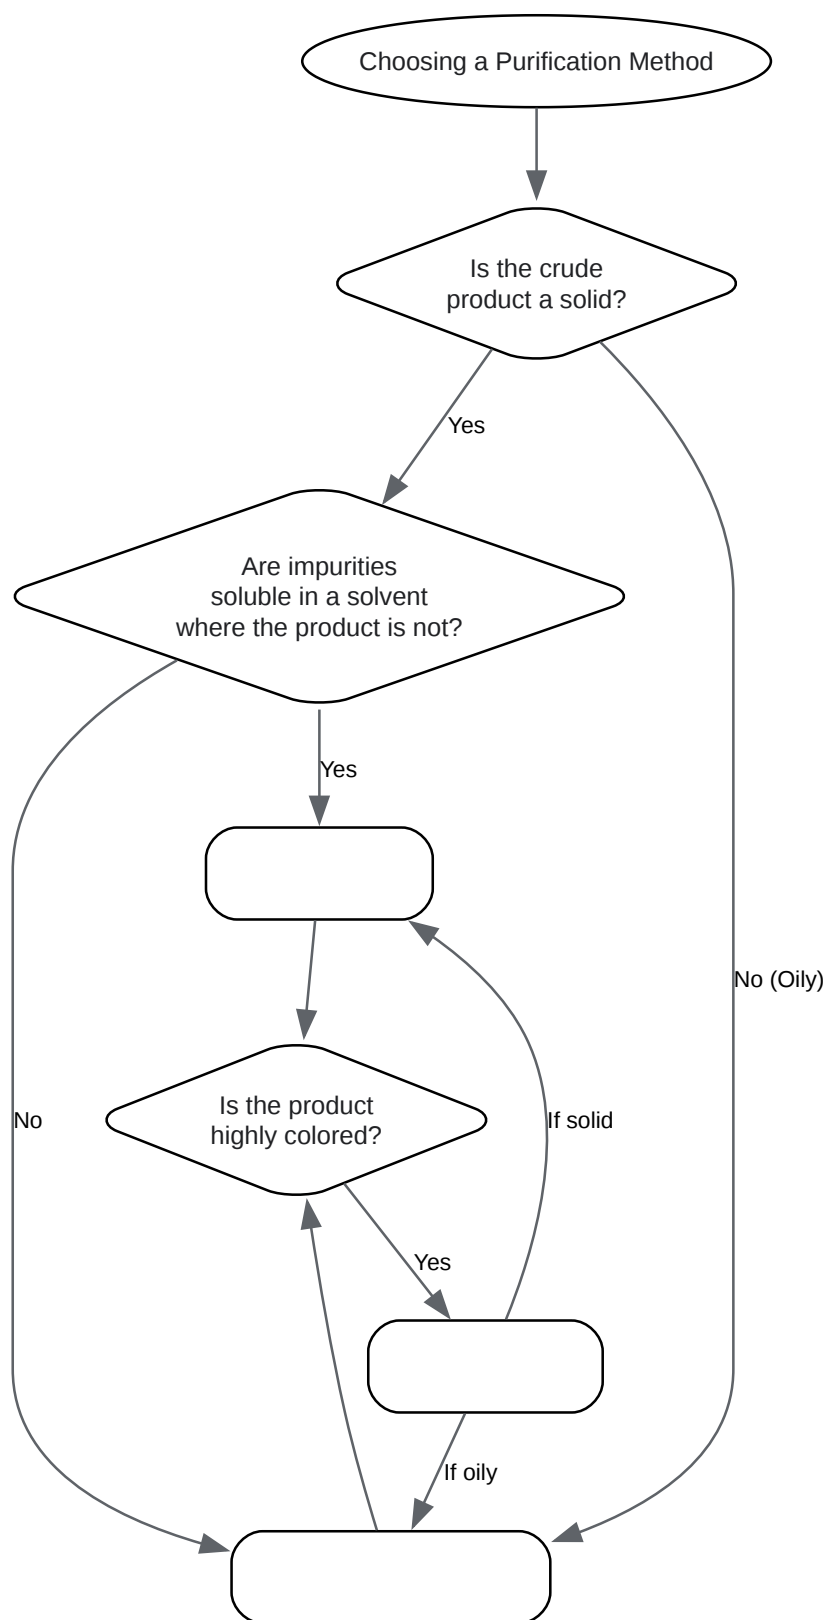 Choosing a Purification Method
Is the crude
product a solid?
Yes
Are impurities
soluble in a solvent
where the product is not?
Yes
No (Oily)
No
Is the product
highly colored?
If solid
Yes
If oily